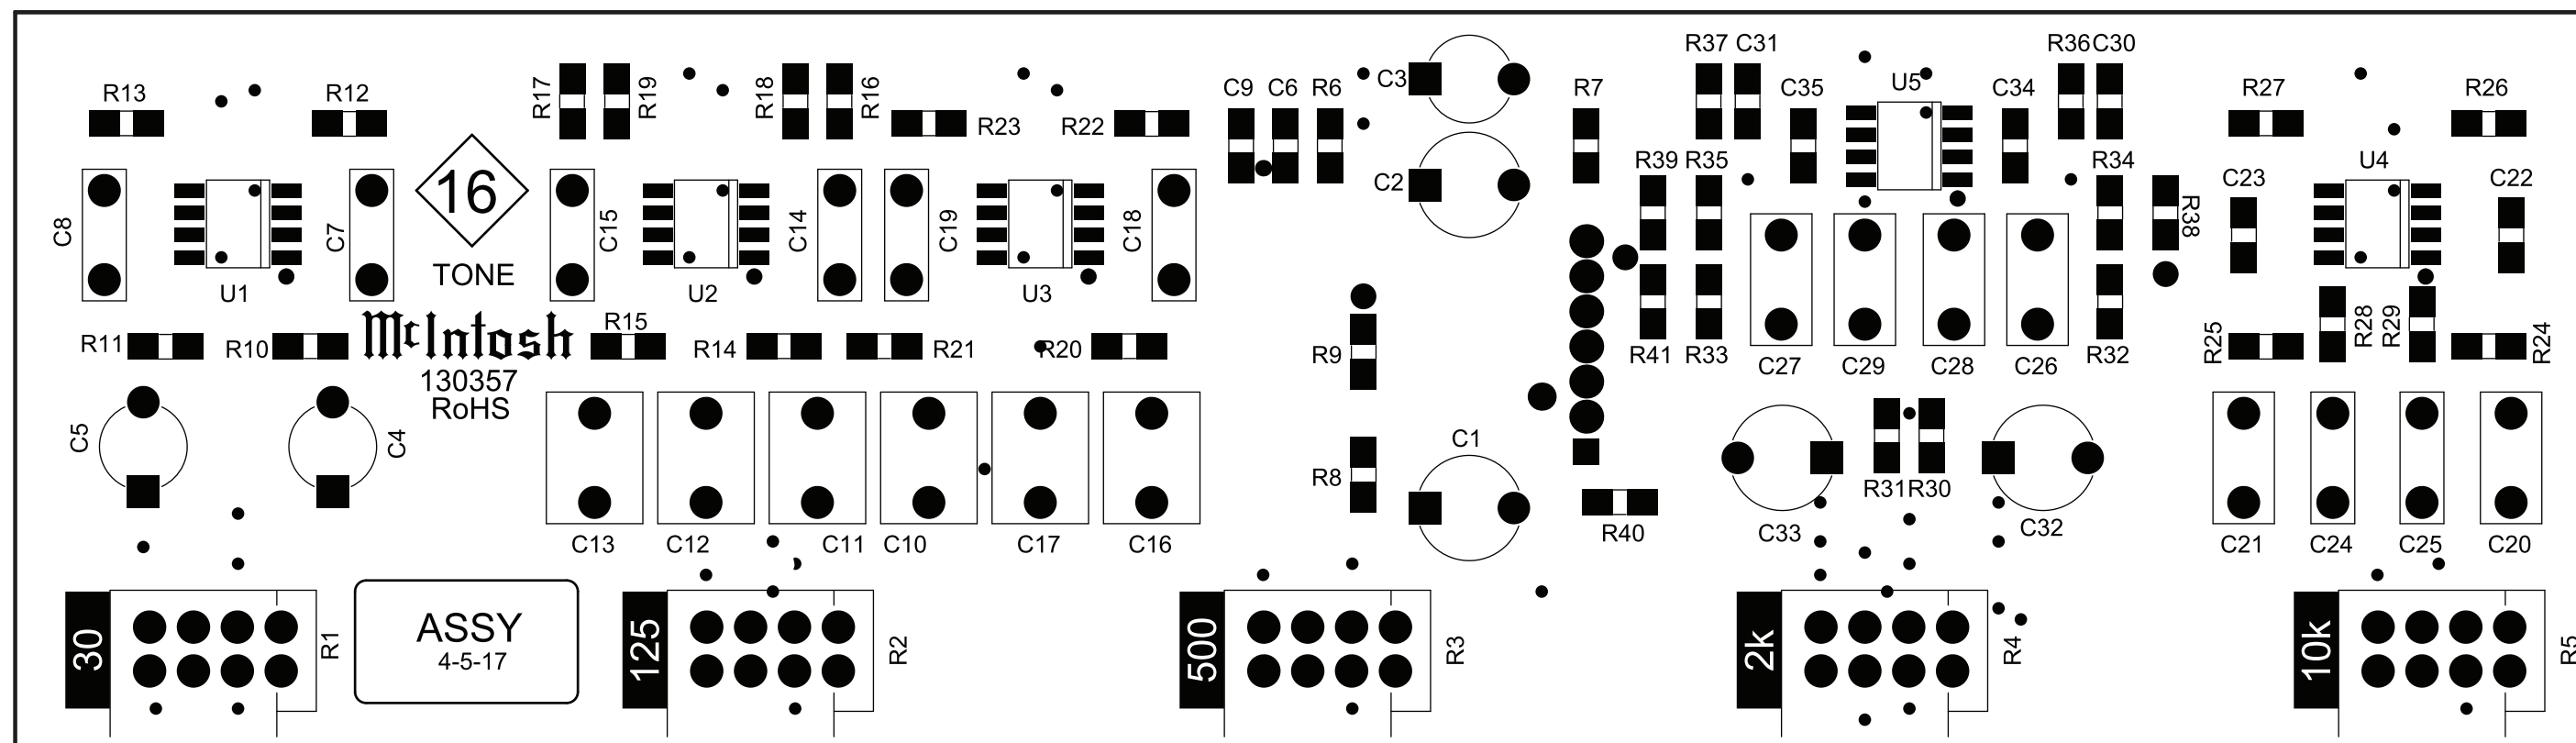 R37 C31
R36 C30
R13
R12
R17
R19
R18
R16
R23
R22
C9 C6 R6
C3
R7
C35
U5
C34
R27
R26
16
C2
R39 R35
R34
U4
C8
C7
C15
C14
C19
C18
R38
C23
C22
TONE
U1
U2
U3
R11
R10
McIntosh
R15
R14
R21
R20
R9
R41 R33
C27
C29
C28
C26
R32
R25
R28
R29
R24
130357
RoHS
C5
C4
C1
R8
R31 R30
R40
C33
C32
C13
C12
C11
C10
C17
C16
C21
C24
C25
C20
30
R1
ASSY
4-5-17
125
R2
500
R3
2k
R4
10k
R5